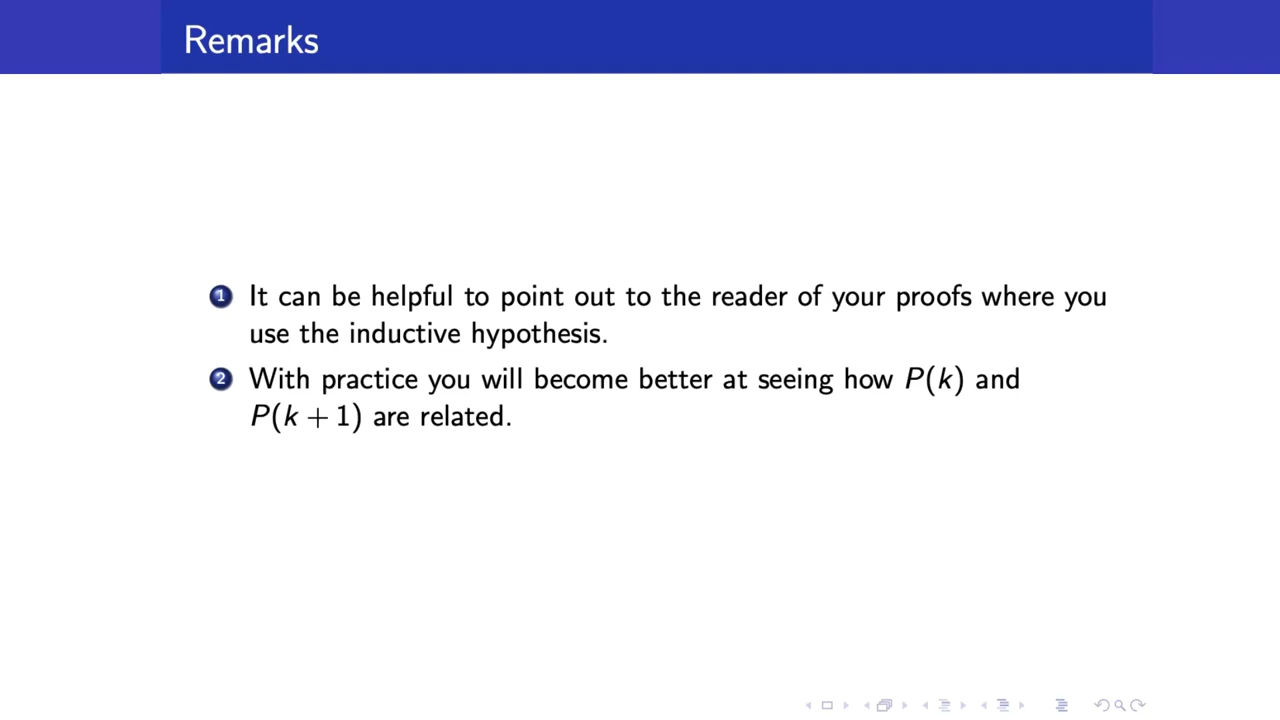 Remarks
1 It can be helpful to point out to the reader of your proofs where you
use the inductive hypothesis.
2 With practice you will become better at seeing how P(k) and
P(k + 1) are related.